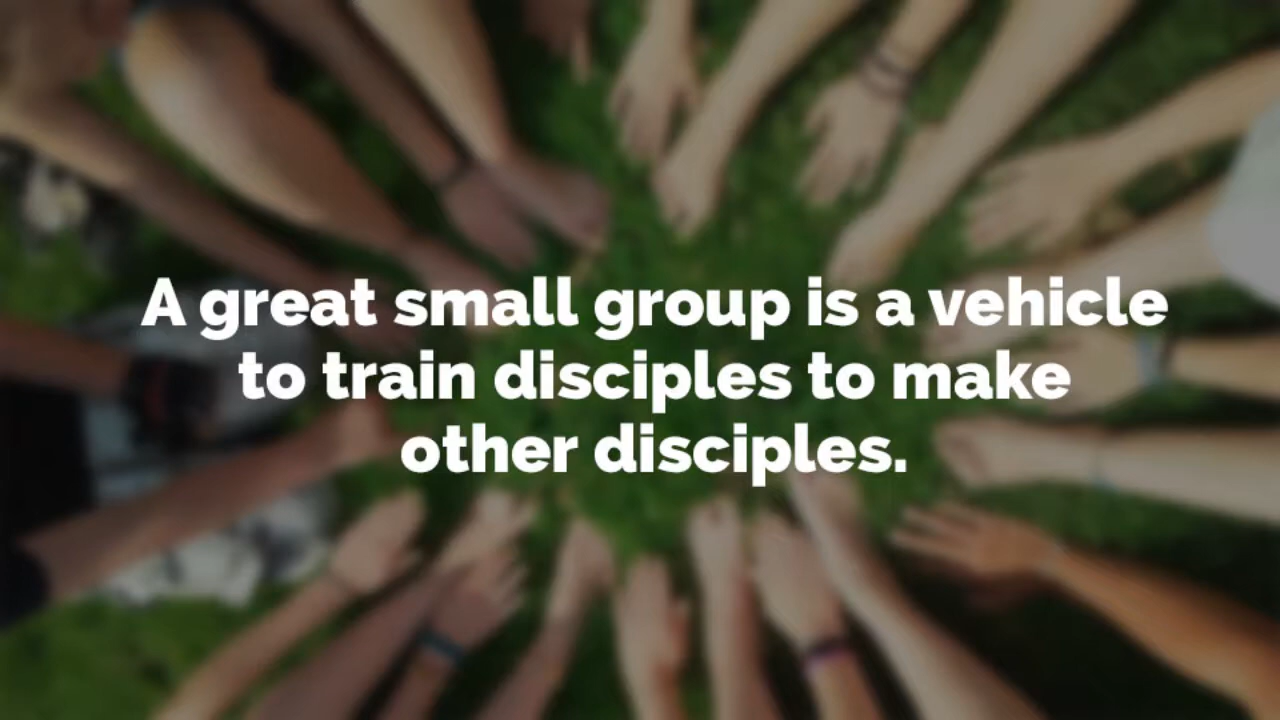 A great small group is a vehicle
to train disciples to make
other disciples.